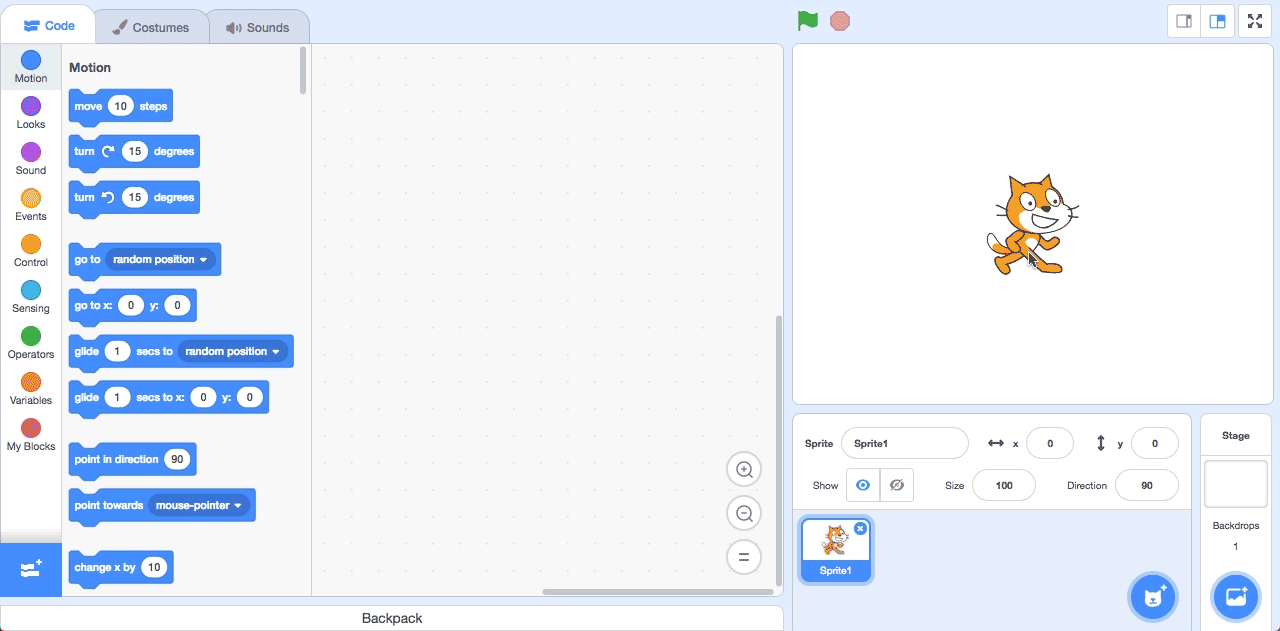 Code
Costumes
Sounds
Motion
Looks
Sound
Events
Control
Sensing
Operators
Variables
My Blocks
Motion
move 10 steps
turn 15 degrees
turn 15 degrees
go to random position
go to x: 0 y: 0
glide 1 secs to random position
glide 1 secs to x: 0 y: 0
point in direction 90
point towards mouse-pointer
change x by 10
Backpack
Sprite Sprite1 x 0 y 0
Show Size 100 Direction 90
Sprite1
Stage
Backdrops
1